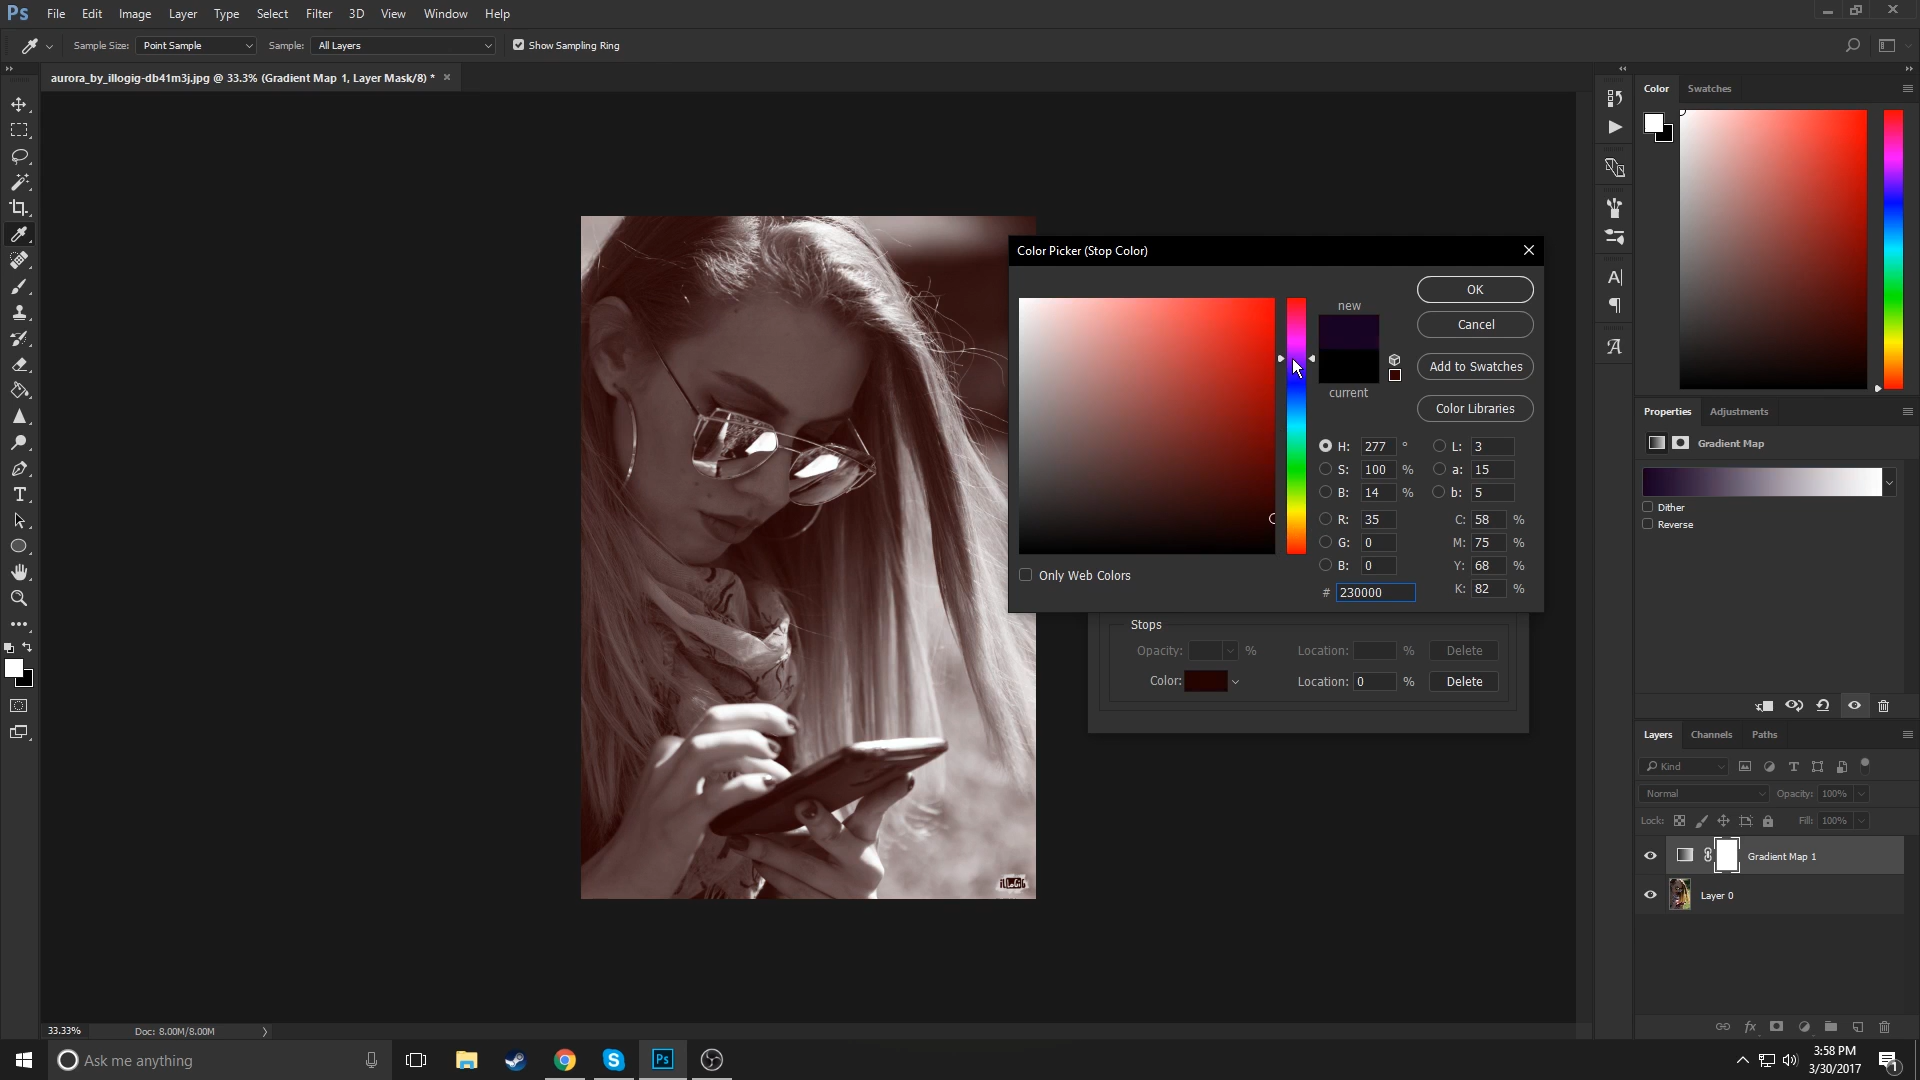 Ps File Edit Image Layer Type Select Filter 3D View Window Help
Sample Size: Point Sample Sample: All Layers Show Sampling Ring
aurora_by_illogig-db41m3j.jpg @ 33.3% (Gradient Map 1, Layer Mask/8) * ×
Color Swatches
Color Picker (Stop Color)
new
current
OK
Cancel
Add to Swatches
Color Libraries
H: 277 ° L: 3
S: 100 % a: 15
B: 14 % b: 5
R: 35 C: 58 %
G: 0 M: 75 %
B: 0 Y: 68 %
# 230000 K: 82 %
Only Web Colors
Stops
Opacity: % Location: % Delete
Color: Location: 0 % Delete
Properties Adjustments
Gradient Map
Dither
Reverse
Layers Channels Paths
Kind
Normal Opacity: 100%
Lock: Fill: 100%
Gradient Map 1
Layer 0
fx
33.33% Doc: 8.00M/8.00M
Ask me anything
Ps
3:58 PM
3/30/2017
1